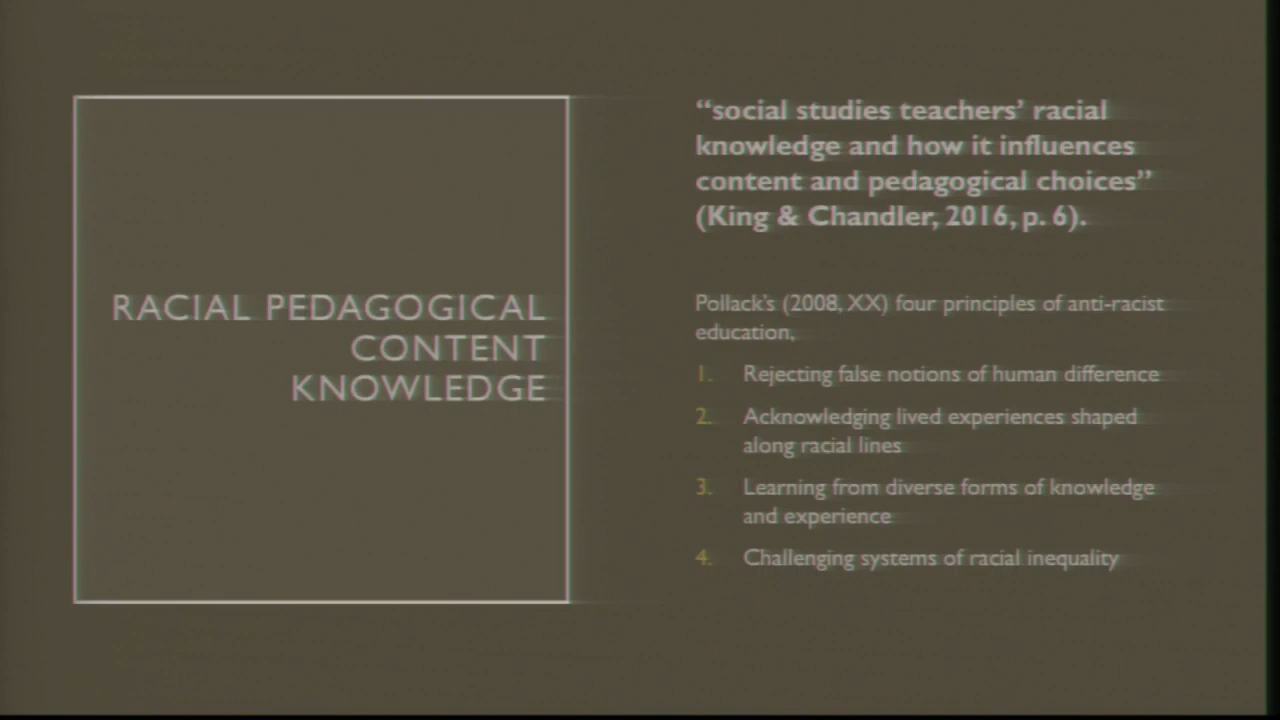 RACIAL PEDAGOGICAL
CONTENT
KNOWLEDGE
“social studies teachers’ racial
knowledge and how it influences
content and pedagogical choices”
(King & Chandler, 2016, p. 6).
Pollack’s (2008, XX) four principles of anti-racist
education,
1. Rejecting false notions of human difference
2. Acknowledging lived experiences shaped
along racial lines
3. Learning from diverse forms of knowledge
and experience
4. Challenging systems of racial inequality